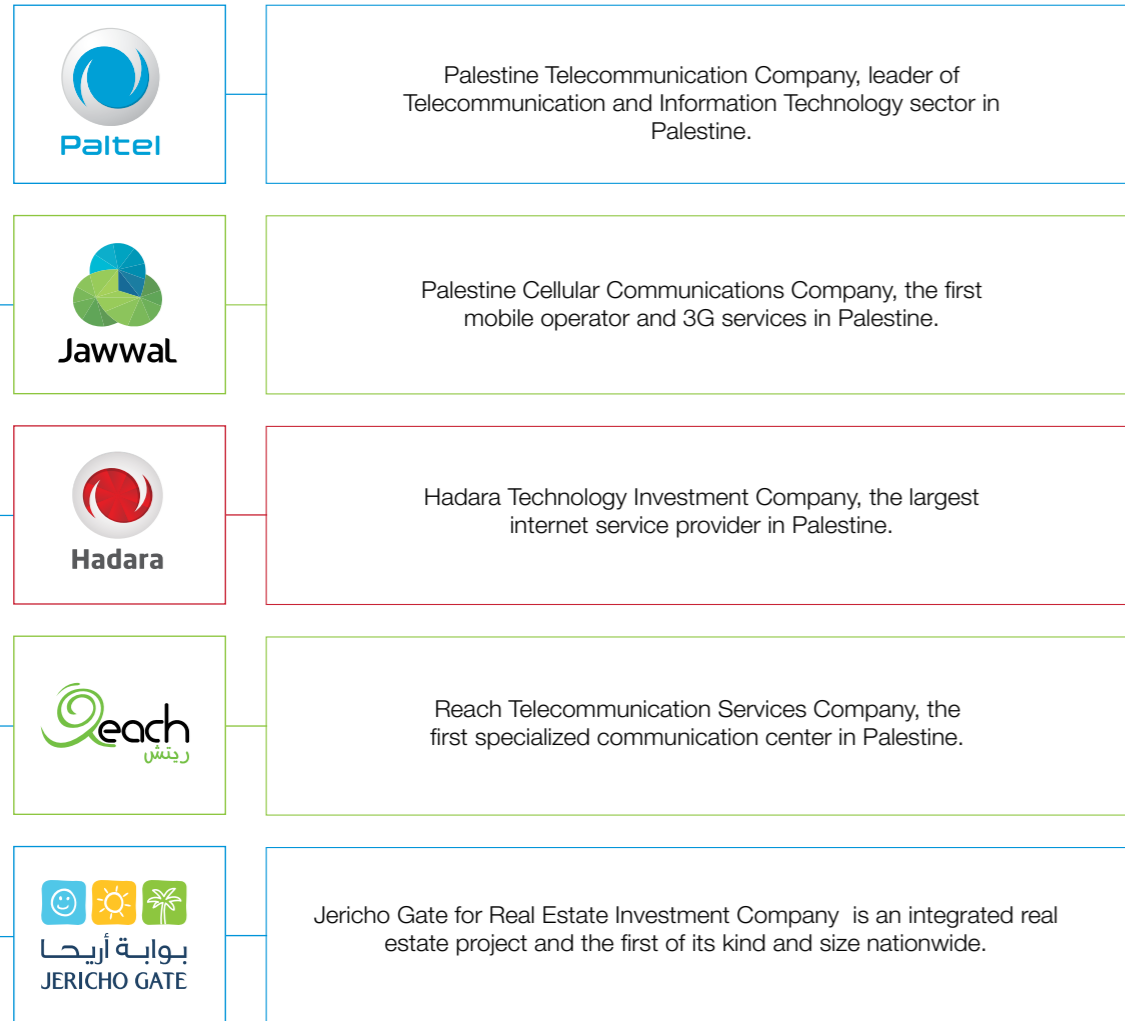 Paltel
Palestine Telecommunication Company, leader of
Telecommunication and Information Technology sector in
Palestine.
Jawwal
Palestine Cellular Communications Company, the first
mobile operator and 3G services in Palestine.
Hadara
Hadara Technology Investment Company, the largest
internet service provider in Palestine.
Reach
ريتش
Reach Telecommunication Services Company, the
first specialized communication center in Palestine.
بوابة أريحا
JERICHO GATE
Jericho Gate for Real Estate Investment Company is an integrated real
estate project and the first of its kind and size nationwide.